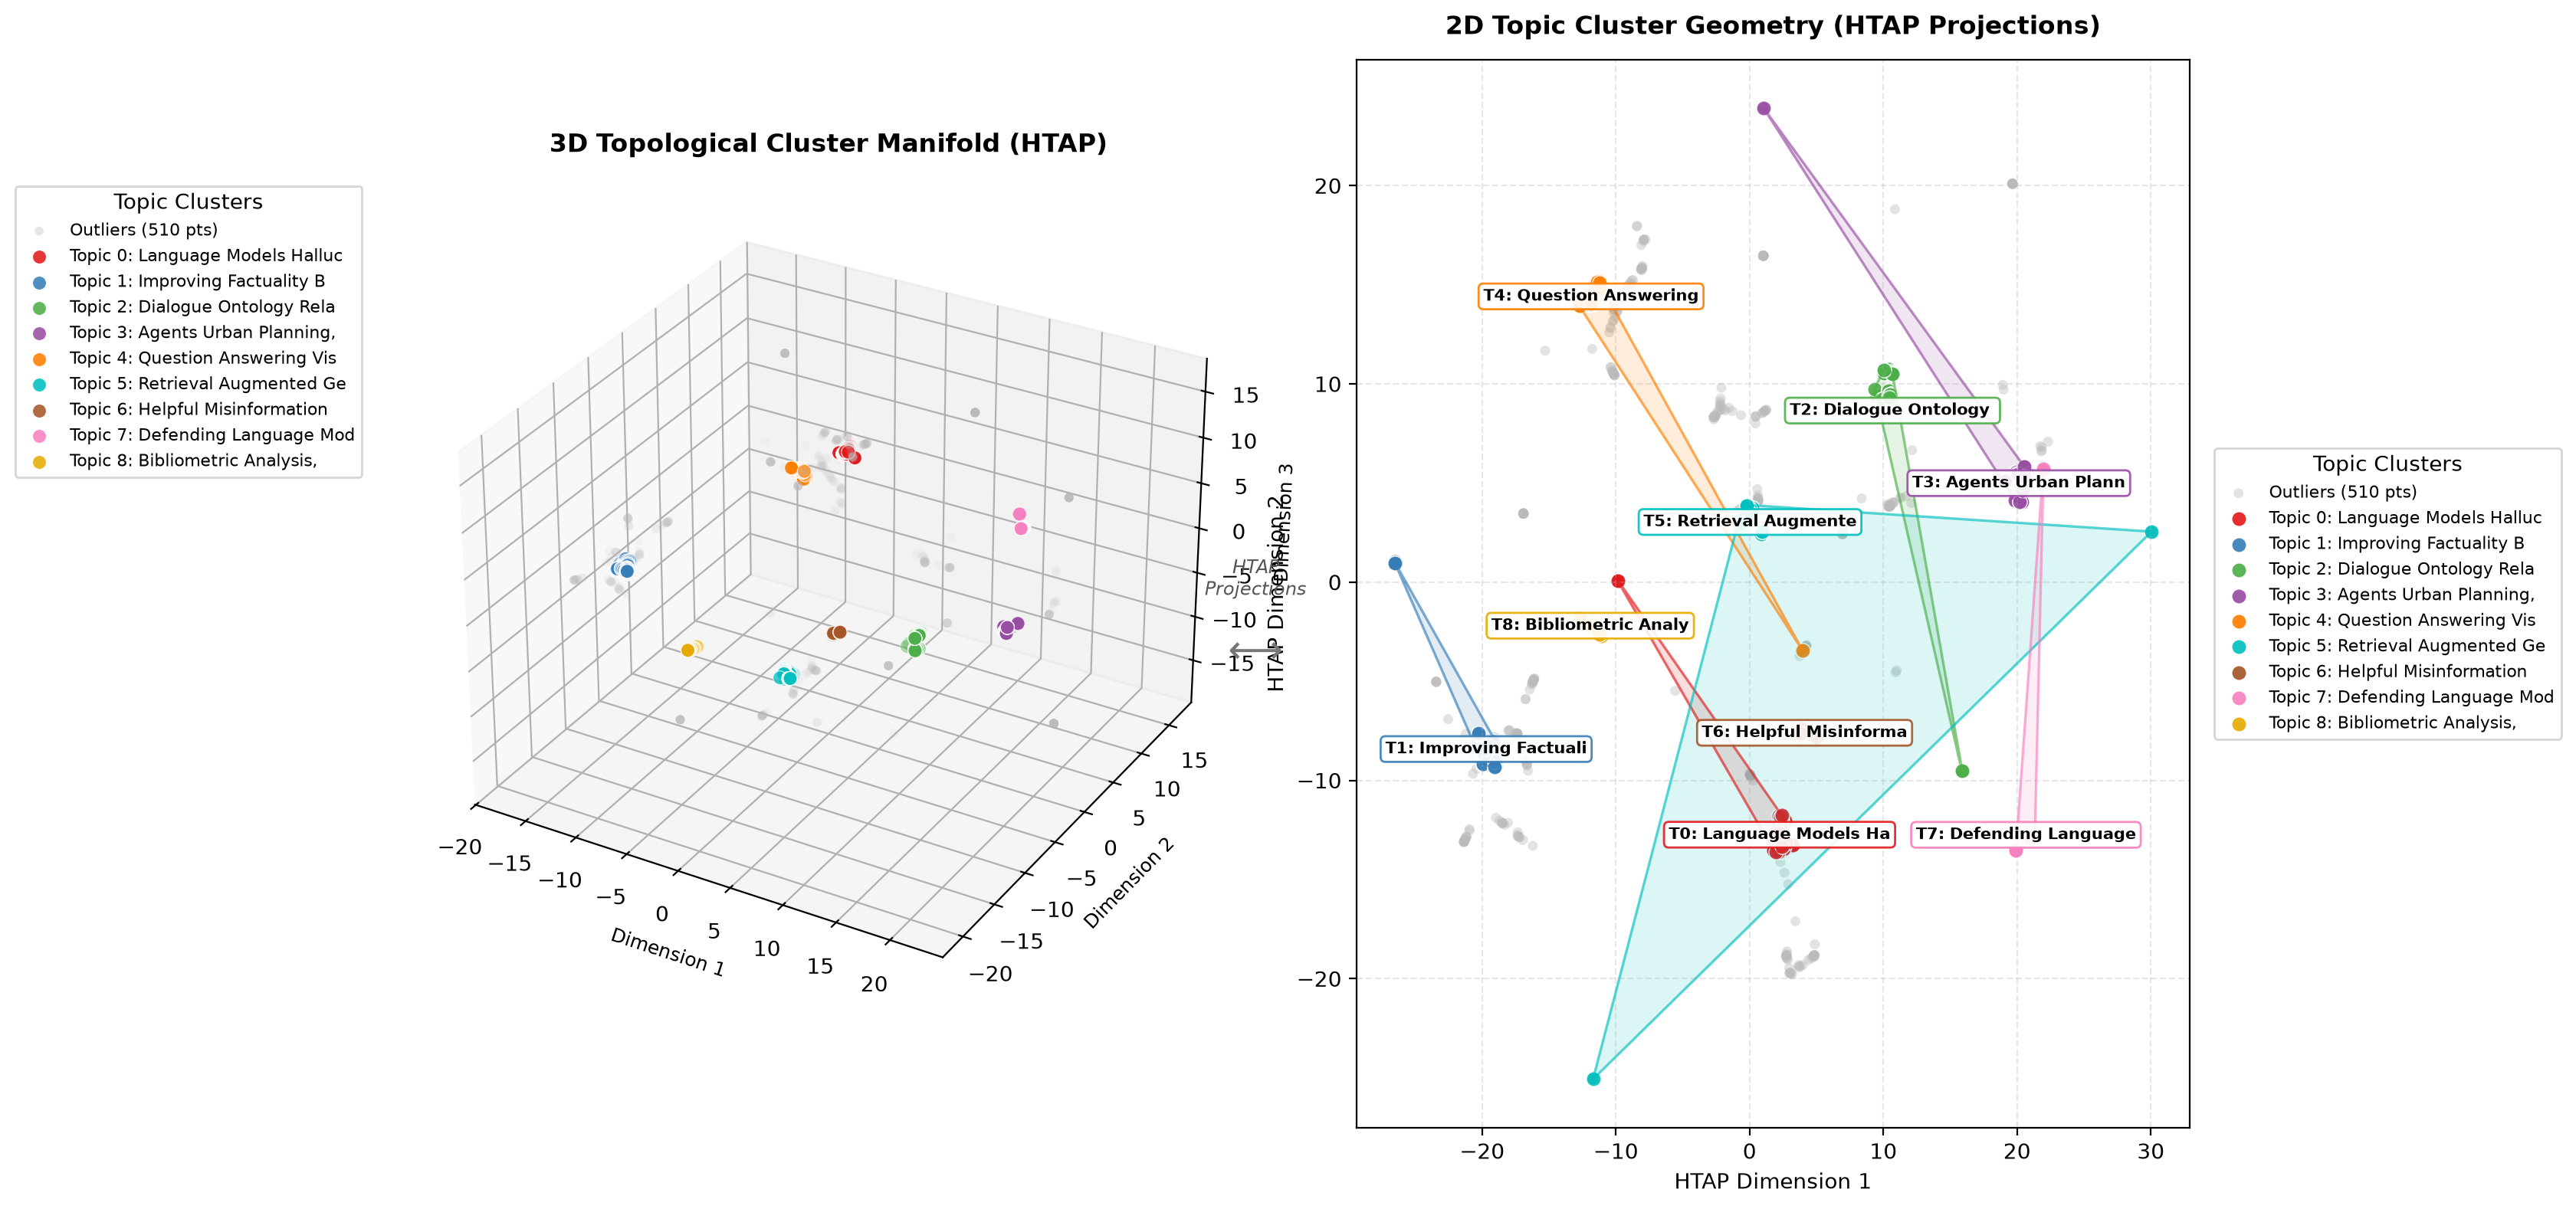 2D Topic Cluster Geometry (HTAP Projections)
3D Topological Cluster Manifold (HTAP)
Topic Clusters
Outliers (510 pts)
Topic 0: Language Models Halluc
Topic 1: Improving Factuality B
Topic 2: Dialogue Ontology Rela
Topic 3: Agents Urban Planning,
Topic 4: Question Answering Vis
Topic 5: Retrieval Augmented Ge
Topic 6: Helpful Misinformation
Topic 7: Defending Language Mod
Topic 8: Bibliometric Analysis,
15
10
5
0
−5
−10
−15
Dimension 3
−20
−15
−10
−5
0
5
10
15
20
Dimension 1
15
10
5
0
−5
−10
−15
−20
Dimension 2
HTAP
Projections
HTAP Dimension 2
20
10
0
−10
−20
T4: Question Answering
T2: Dialogue Ontology
T3: Agents Urban Plann
T5: Retrieval Augmente
T8: Bibliometric Analy
T6: Helpful Misinforma
T1: Improving Factuali
T0: Language Models Ha
T7: Defending Language
−20
−10
0
10
20
30
HTAP Dimension 1
Topic Clusters
Outliers (510 pts)
Topic 0: Language Models Halluc
Topic 1: Improving Factuality B
Topic 2: Dialogue Ontology Rela
Topic 3: Agents Urban Planning,
Topic 4: Question Answering Vis
Topic 5: Retrieval Augmented Ge
Topic 6: Helpful Misinformation
Topic 7: Defending Language Mod
Topic 8: Bibliometric Analysis,